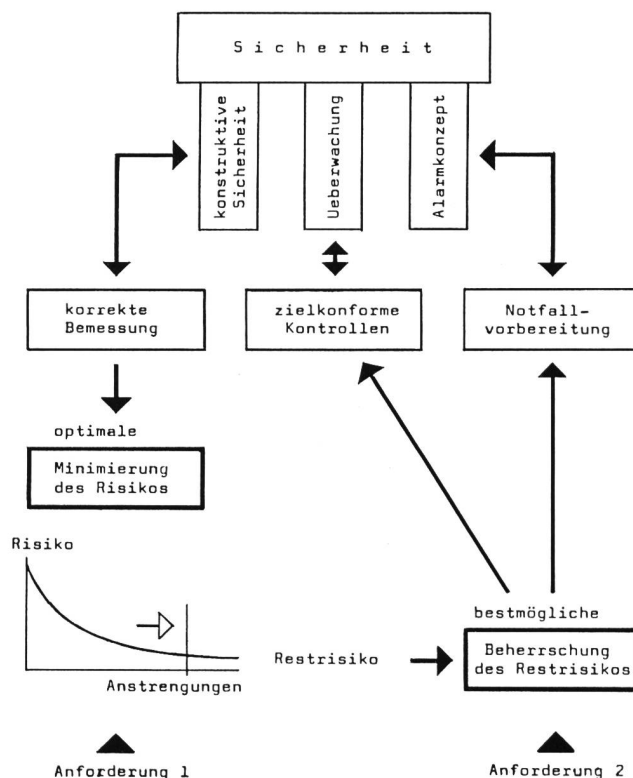 Sicherheit
konstruktive
Sicherheit
Ueberwachung
Alarmkonzept
korrekte
Bemessung
zielkonforme
Kontrollen
Notfall-
vorbereitung
optimale
Minimierung
des Risikos
Risiko
Anstrengungen
Restrisiko
bestmögliche
Beherrschung
des Restrisikos
Anforderung 1
Anforderung 2